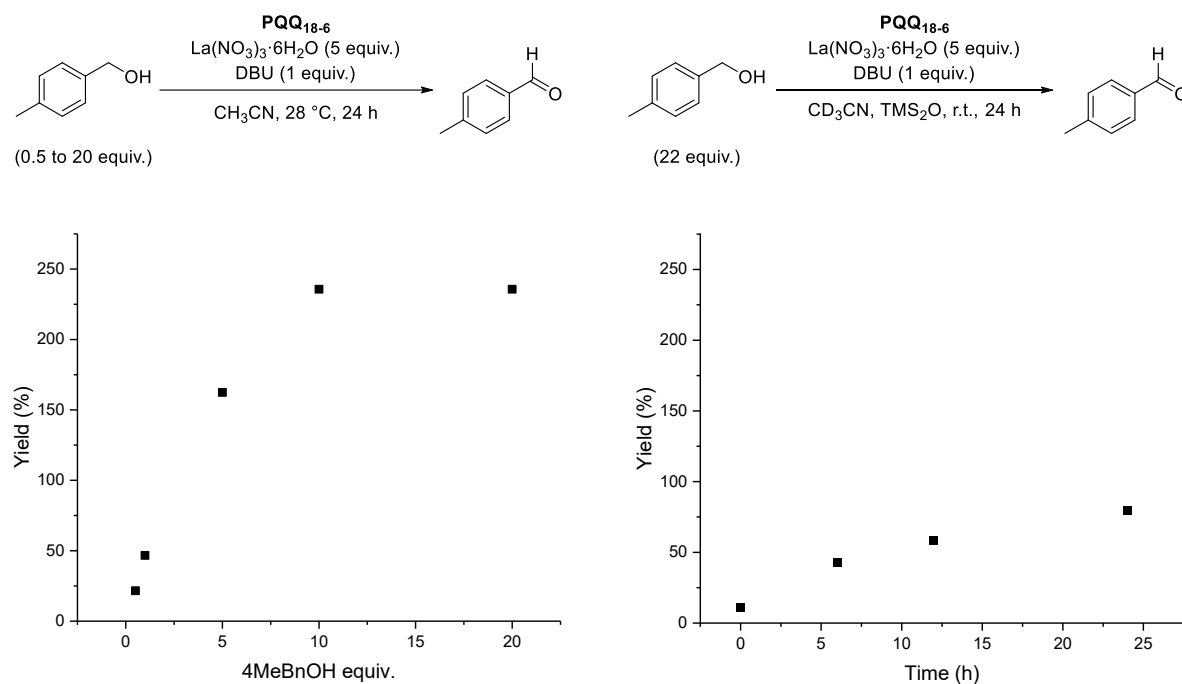 PQQ18-6
La(NO3)3·6H2O (5 equiv.)
DBU (1 equiv.)
CH3CN, 28 °C, 24 h
OH
H
O
(0.5 to 20 equiv.)
PQQ18-6
La(NO3)3·6H2O (5 equiv.)
DBU (1 equiv.)
CD3CN, TMS2O, r.t., 24 h
OH
H
O
(22 equiv.)
Yield (%)
250
200
150
100
50
0
0 5 10 15 20
4MeBnOH equiv.
Yield (%)
250
200
150
100
50
0
0 5 10 15 20 25
Time (h)